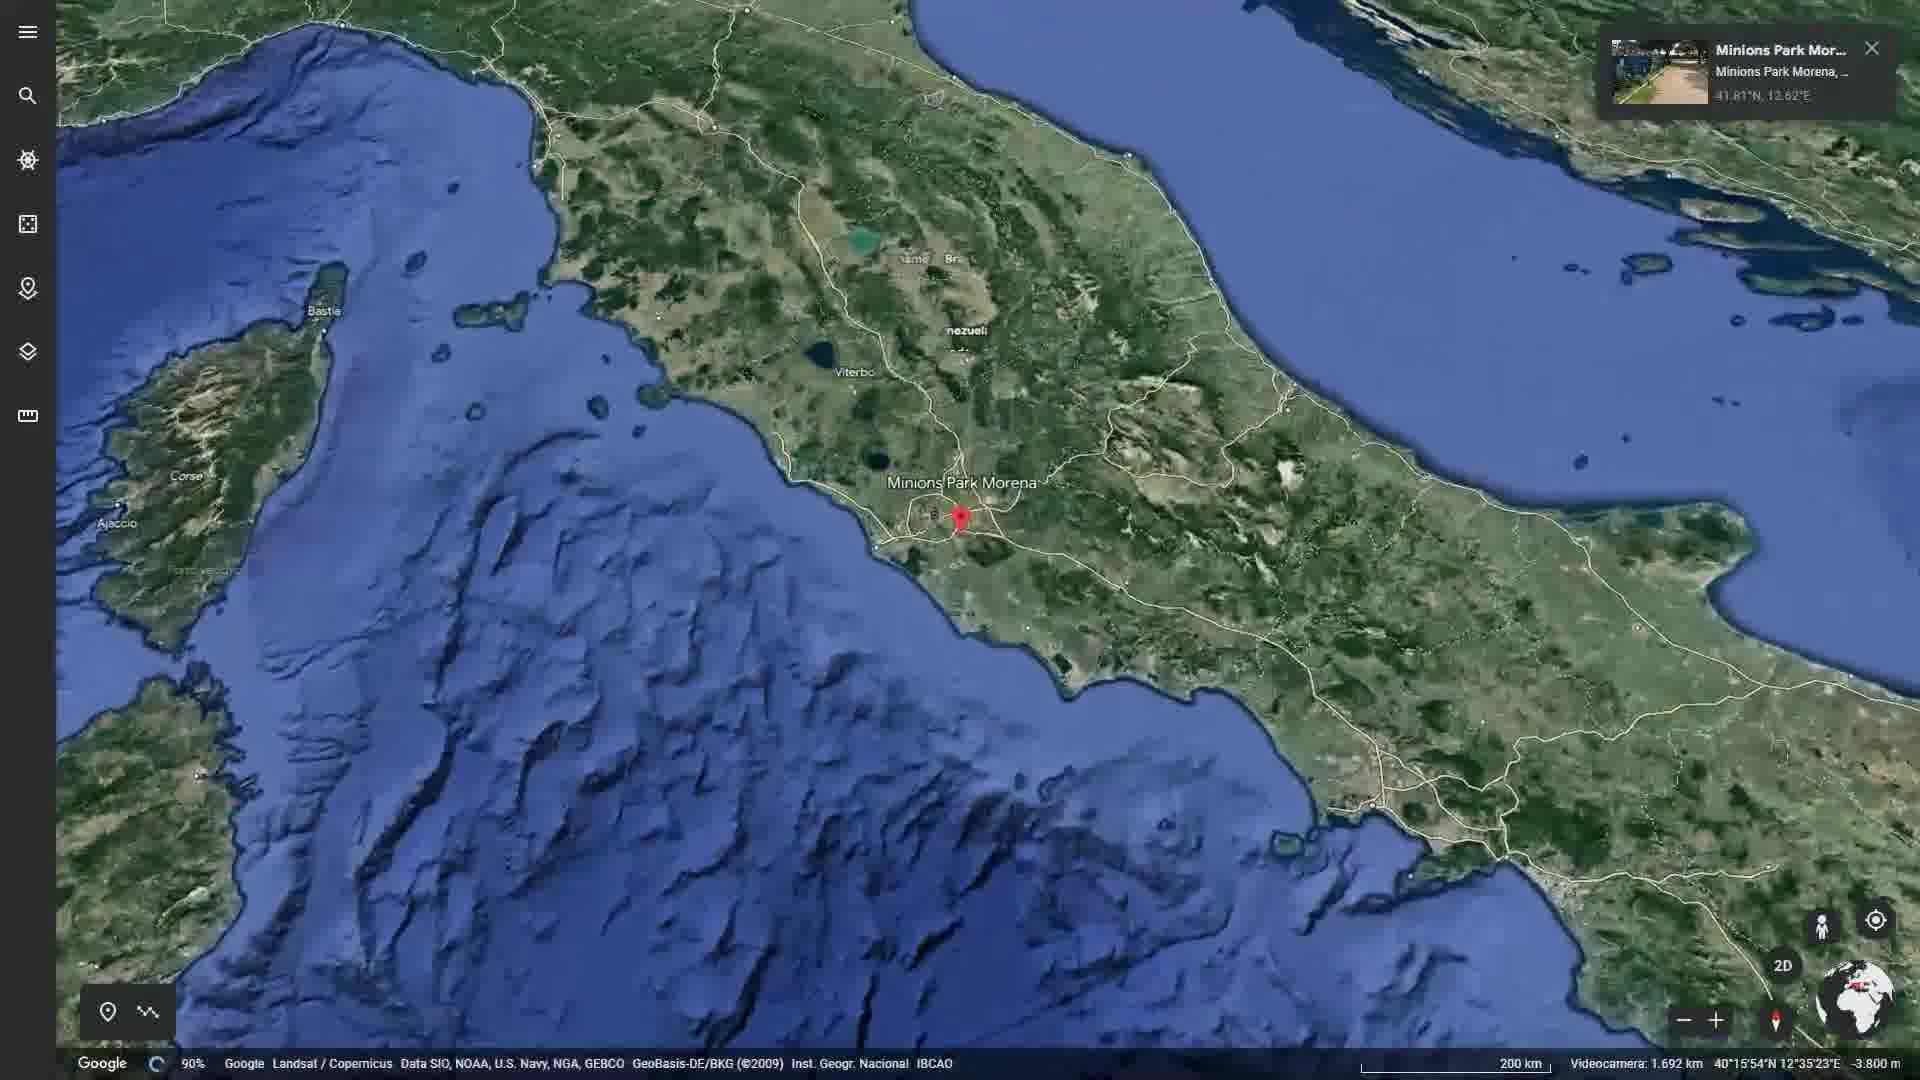 Minions Park Mor...
Minions Park Morena, ...
41.81°N, 12.62°E
Bastia
Viterbo
Corse
Minions Park Morena
Ajaccio
2D
Google 90% Google Landsat / Copernicus Data SIO, NOAA, U.S. Navy, NGA, GEBCO GeoBasis-DE/BKG (©2009) Inst. Geogr. Nacional IBCAO
200 km Videocamera: 1.692 km 40°15'54"N 12°35'23"E -3.800 m